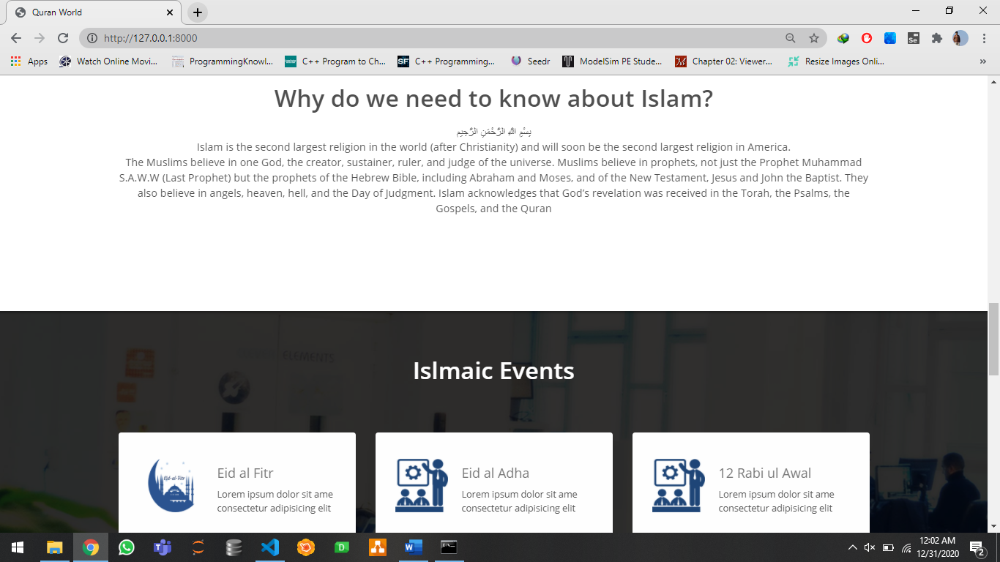 Quran World
http://127.0.0.1:8000
Apps
Watch Online Movi...
ProgrammingKnowl...
C++ Program to Ch...
SF
C++ Programming...
Seedr
ModelSim PE Stude...
Chapter 02: Viewer...
Resize Images Onli...
»
Why do we need to know about Islam?
بِسْمِ اللَّهِ الرَّحْمَنِ الرَّحِيمِ
Islam is the second largest religion in the world (after Christianity) and will soon be the second largest religion in America.
The Muslims believe in one God, the creator, sustainer, ruler, and judge of the universe. Muslims believe in prophets, not just the Prophet Muhammad
S.A.W.W (Last Prophet) but the prophets of the Hebrew Bible, including Abraham and Moses, and of the New Testament, Jesus and John the Baptist. They
also believe in angels, heaven, hell, and the Day of Judgment. Islam acknowledges that God’s revelation was received in the Torah, the Psalms, the
Gospels, and the Quran
ELEMENTS
Islmaic Events
Eid-al-Fitr
Eid al Fitr
Lorem ipsum dolor sit ame
consectetur adipisicing elit
Eid al Adha
Lorem ipsum dolor sit ame
consectetur adipisicing elit
12 Rabi ul Awal
Lorem ipsum dolor sit ame
consectetur adipisicing elit
12:02 AM
12/31/2020
2